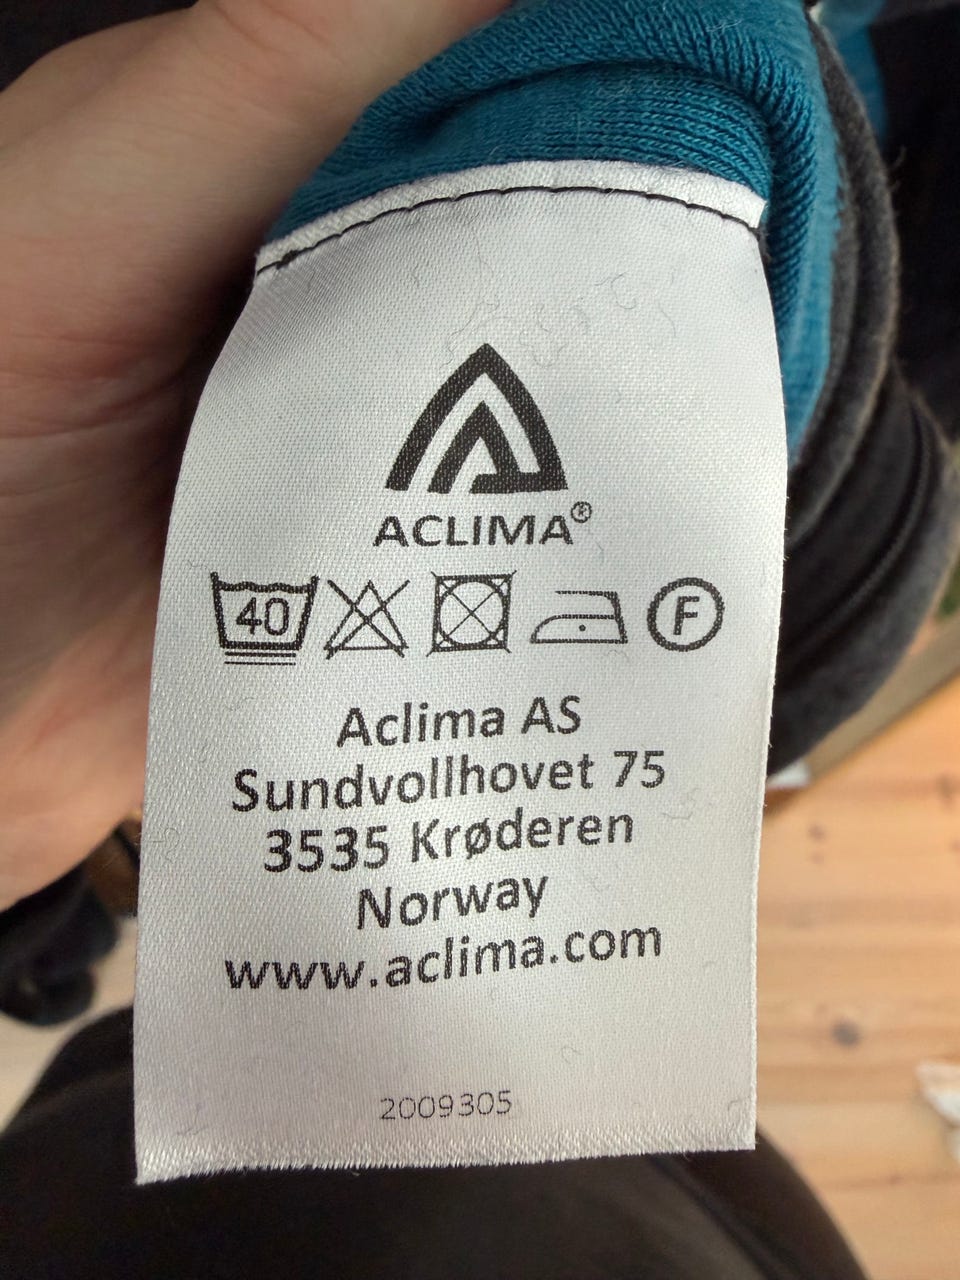 ACLIMA®
40 F
Aclima AS
Sundvollhovet 75
3535 Krøderen
Norway
www.aclima.com
2009305